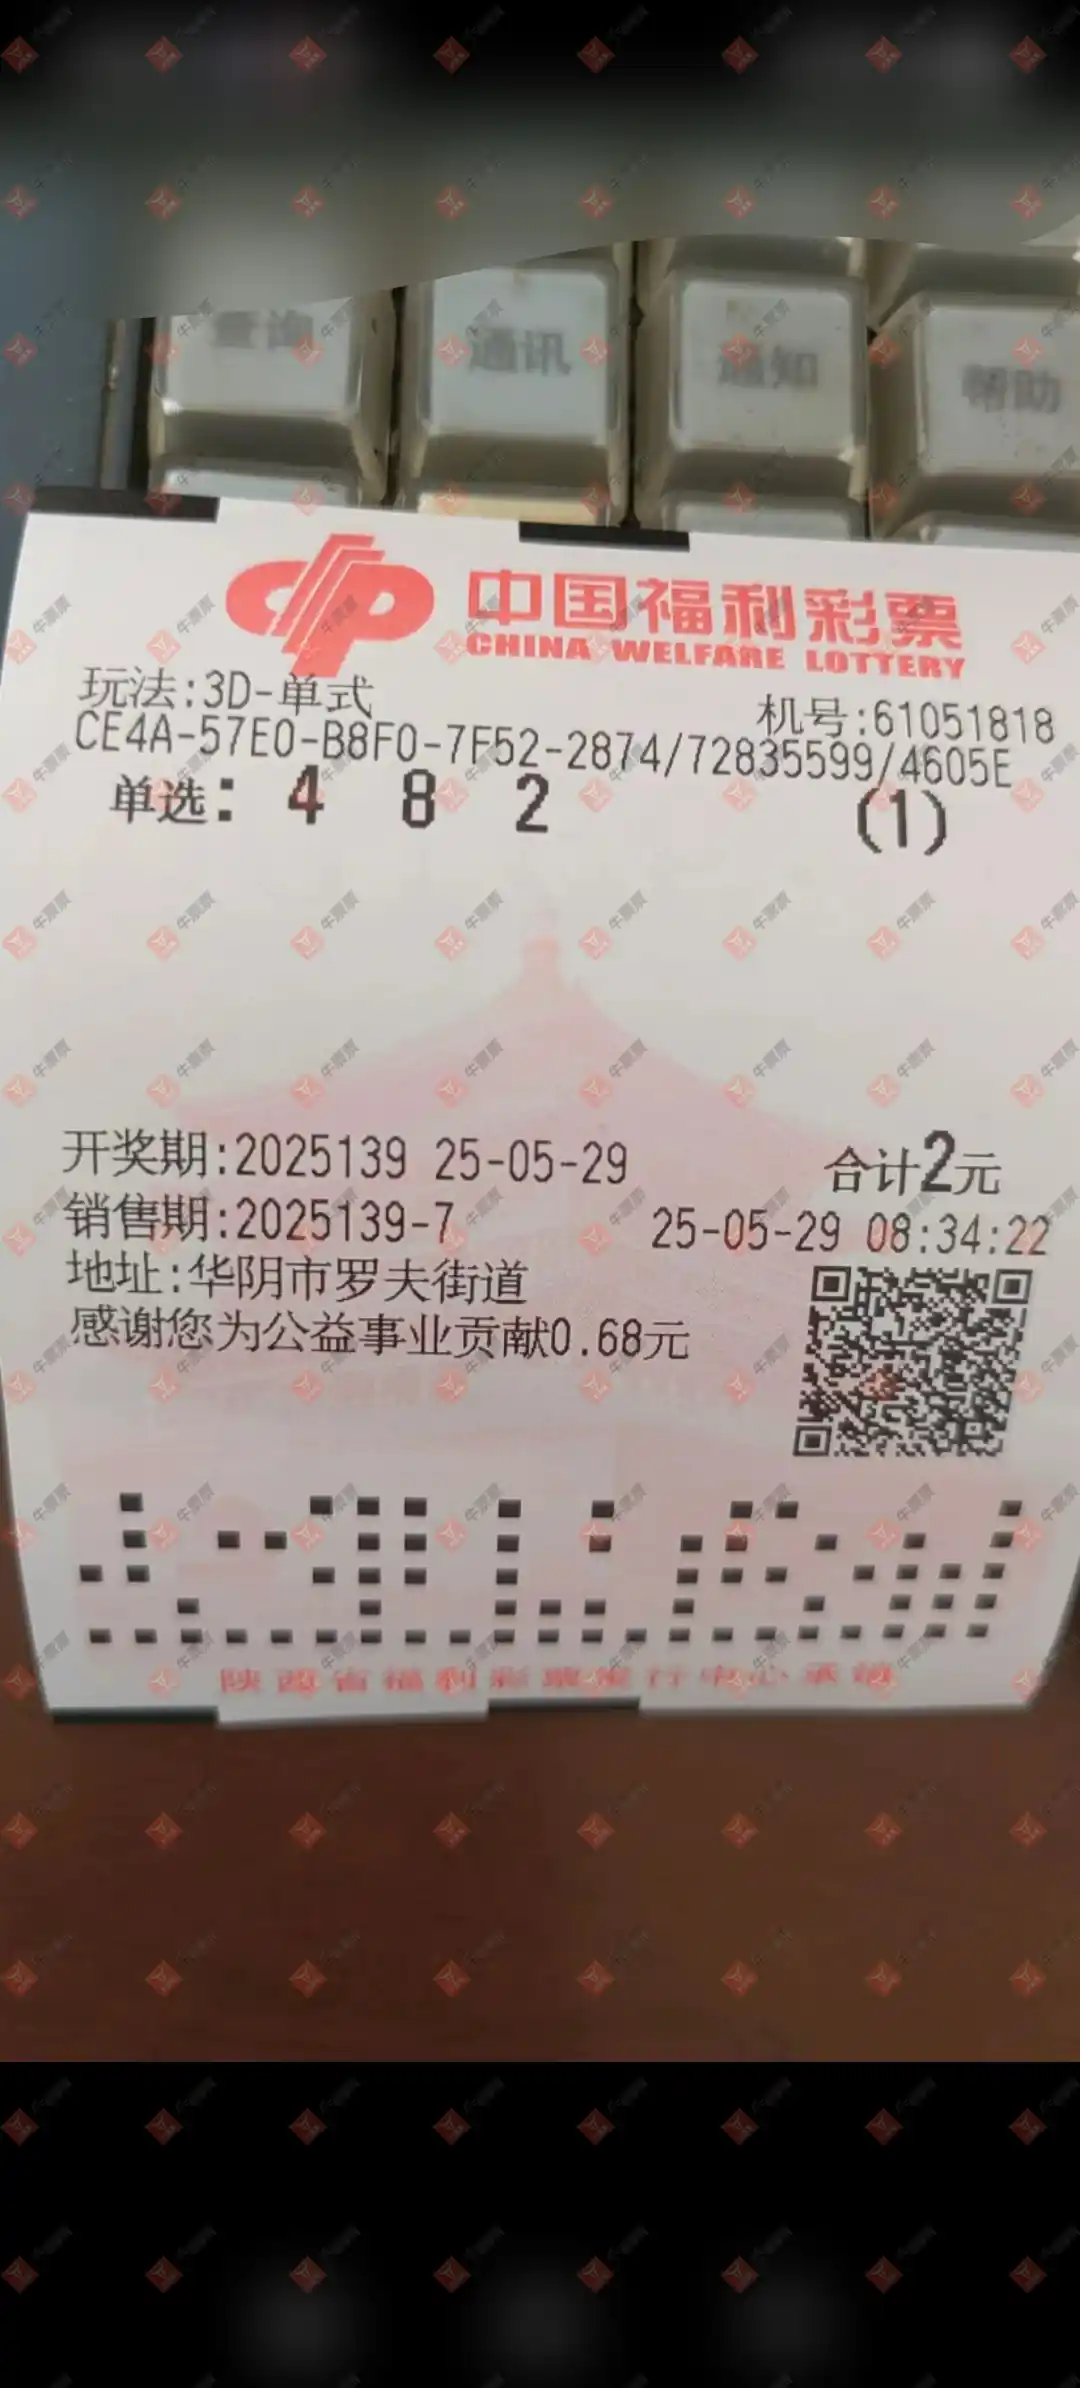 查询 通讯 通知 帮助
中国福利彩票
CHINA WELFARE LOTTERY
玩法:3D-单式
机号:61051818
CE4A-57E0-B8F0-7F52-2874/72835599/4605E
单选: 4 8 2 (1)
开奖期:2025139 25-05-29 合计2元
销售期:2025139-7 25-05-29 08:34:22
地址:华阴市罗夫街道
感谢您为公益事业贡献0.68元
陕西省福利彩票发行中心承销
牛票票